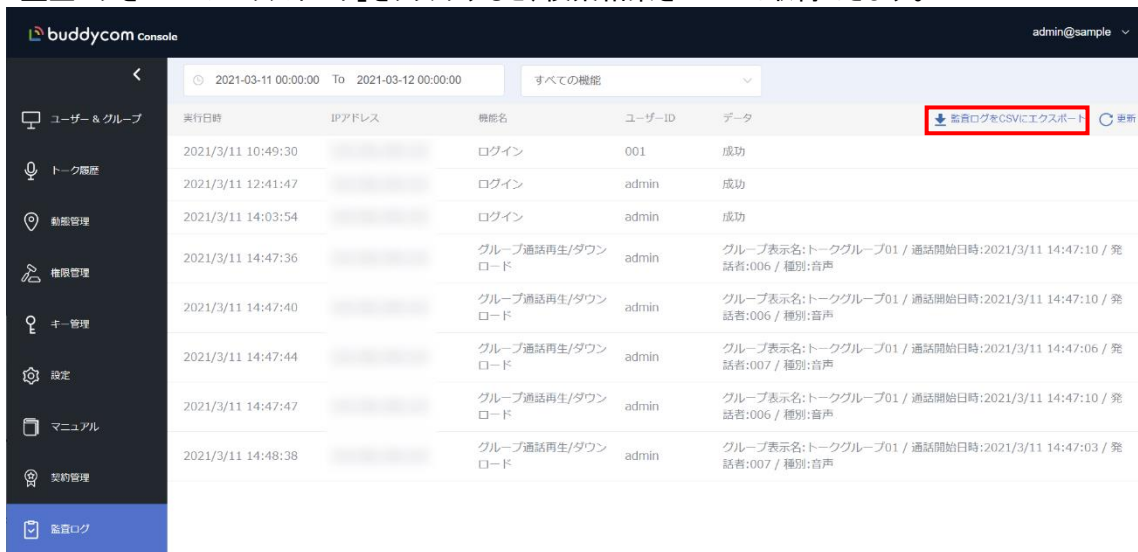 buddycom Console
admin@sample
2021-03-11 00:00:00 To 2021-03-12 00:00:00
すべての機能
ユーザー & グループ
トーク履歴
動態管理
権限管理
キー管理
設定
マニュアル
契約管理
監査ログ
実行日時 IPアドレス 機能名 ユーザーID データ 監査ログをCSVにエクスポート 更新
2021/3/11 10:49:30 ログイン 001 成功
2021/3/11 12:41:47 ログイン admin 成功
2021/3/11 14:03:54 ログイン admin 成功
2021/3/11 14:47:36 グループ通話再生/ダウン admin グループ表示名:トークグループ01 / 通話開始日時:2021/3/11 14:47:10 / 発
ロード 話者:006 / 種別:音声
2021/3/11 14:47:40 グループ通話再生/ダウン admin グループ表示名:トークグループ01 / 通話開始日時:2021/3/11 14:47:10 / 発
ロード 話者:006 / 種別:音声
2021/3/11 14:47:44 グループ通話再生/ダウン admin グループ表示名:トークグループ01 / 通話開始日時:2021/3/11 14:47:06 / 発
ロード 話者:007 / 種別:音声
2021/3/11 14:47:47 グループ通話再生/ダウン admin グループ表示名:トークグループ01 / 通話開始日時:2021/3/11 14:47:10 / 発
ロード 話者:006 / 種別:音声
2021/3/11 14:48:38 グループ通話再生/ダウン admin グループ表示名:トークグループ01 / 通話開始日時:2021/3/11 14:47:03 / 発
ロード 話者:007 / 種別:音声